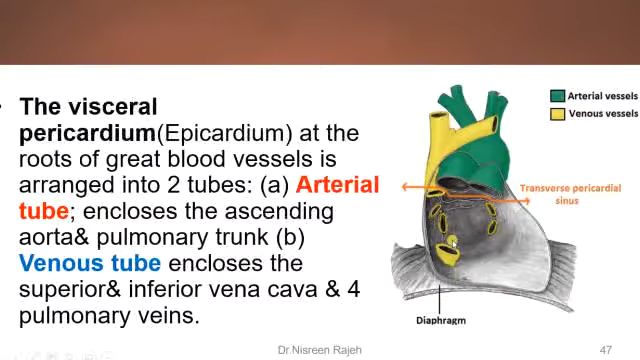 • The visceral
pericardium(Epicardium) at the
roots of great blood vessels is
arranged into 2 tubes: (a) Arterial
tube; encloses the ascending
aorta& pulmonary trunk (b)
Venous tube encloses the
superior& inferior vena cava & 4
pulmonary veins.
Arterial vessels
Venous vessels
Transverse pericardial
sinus
Diaphragm
Dr.Nisreen Rajeh
47